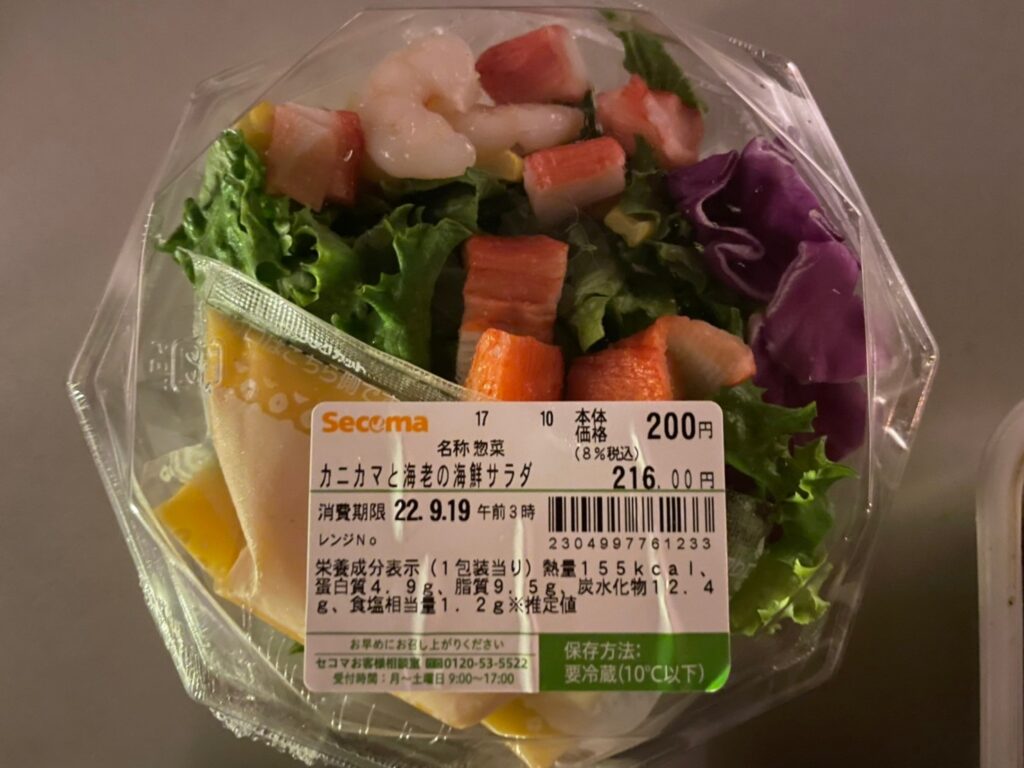 Secoma 17 10 本体価格 200円
(8%税込)
名称 惣菜
カニカマと海老の海鮮サラダ 216.00円
消費期限 22.9.19 午前3時
レンジNo
2304997761233
栄養成分表示(1包装当り)熱量155kcal、
蛋白質4.9g、脂質9.5g、炭水化物12.4
g、食塩相当量1.2g※推定値
お早めにお召し上がりください
セコマお客様相談室 0120-53-5522
受付時間:月~土曜日 9:00~17:00
保存方法:
要冷蔵(10℃以下)